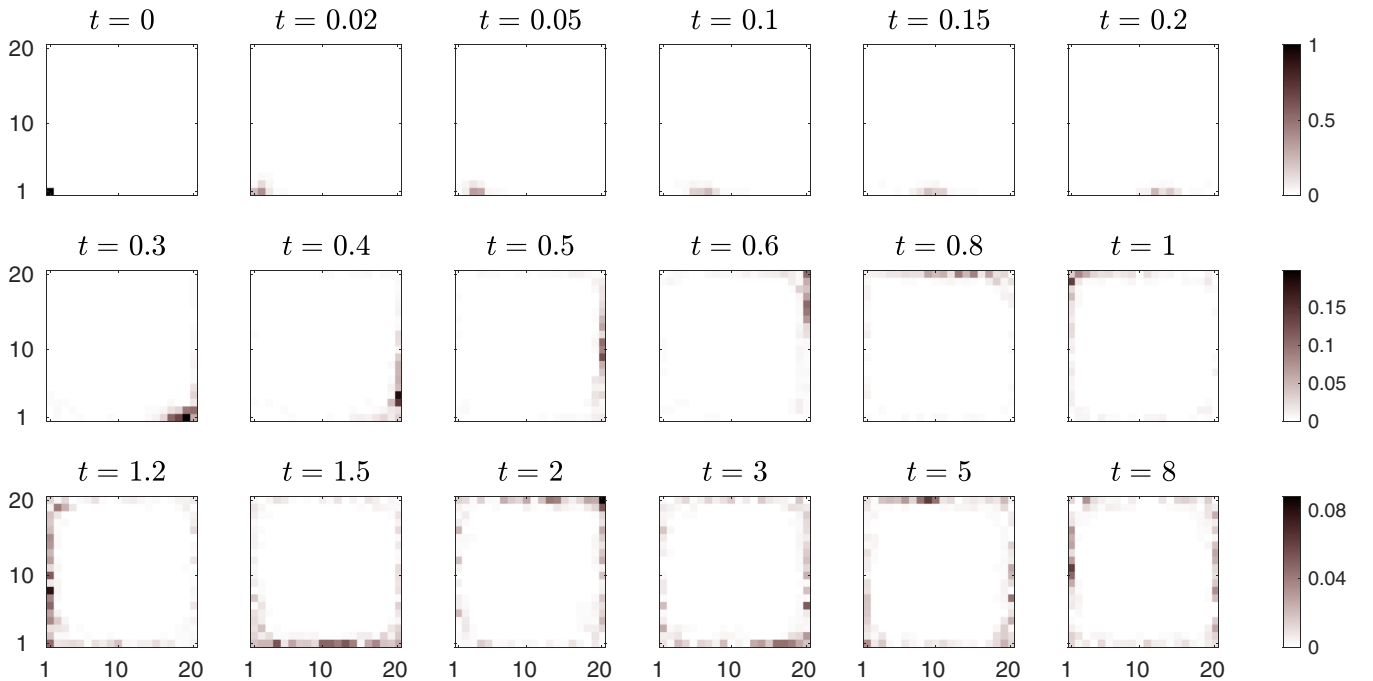 t = 0 t = 0.02 t = 0.05 t = 0.1 t = 0.15 t = 0.2
20 1
10 0.5
1 0
t = 0.3 t = 0.4 t = 0.5 t = 0.6 t = 0.8 t = 1
20
0.15
10 0.1
0.05
1 0
t = 1.2 t = 1.5 t = 2 t = 3 t = 5 t = 8
20 0.08
10 0.04
1 0
1 10 20 1 10 20 1 10 20 1 10 20 1 10 20 1 10 20